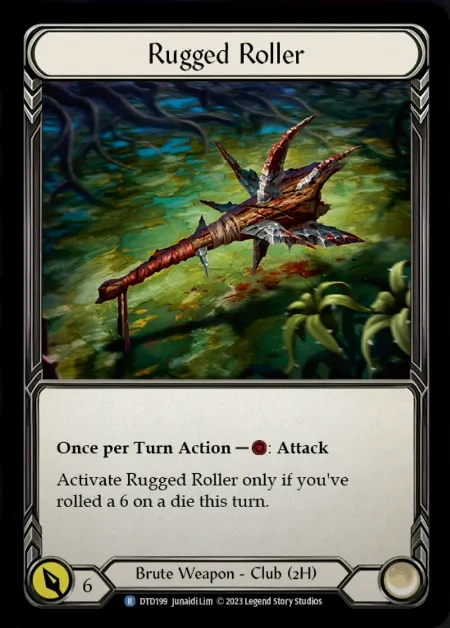 Rugged Roller
Once per Turn Action — : Attack
Activate Rugged Roller only if you've
rolled a 6 on a die this turn.
6
Brute Weapon - Club (2H)
R DTD199 Junaidi Lim © 2023 Legend Story Studios